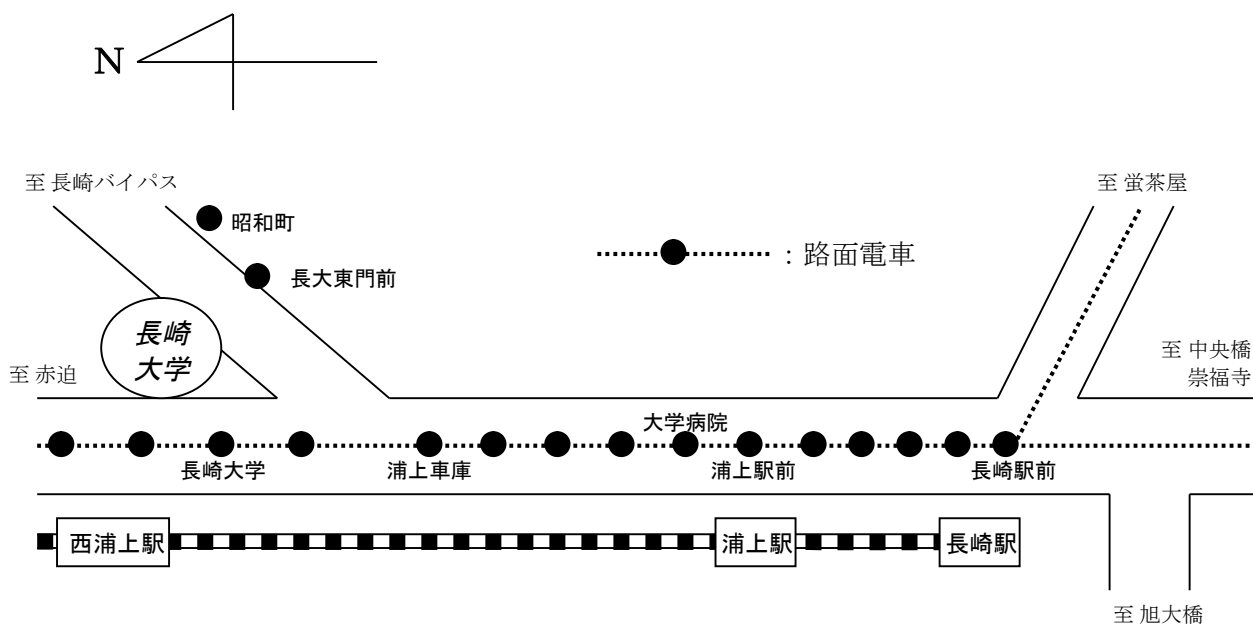 N
至 長崎バイパス
至 蛍茶屋
昭和町
長大東門前
：路面電車
長崎
大学
至 赤迫
至 中央橋
崇福寺
大学病院
長崎大学
浦上車庫
浦上駅前
長崎駅前
西浦上駅
浦上駅
長崎駅
至 旭大橋